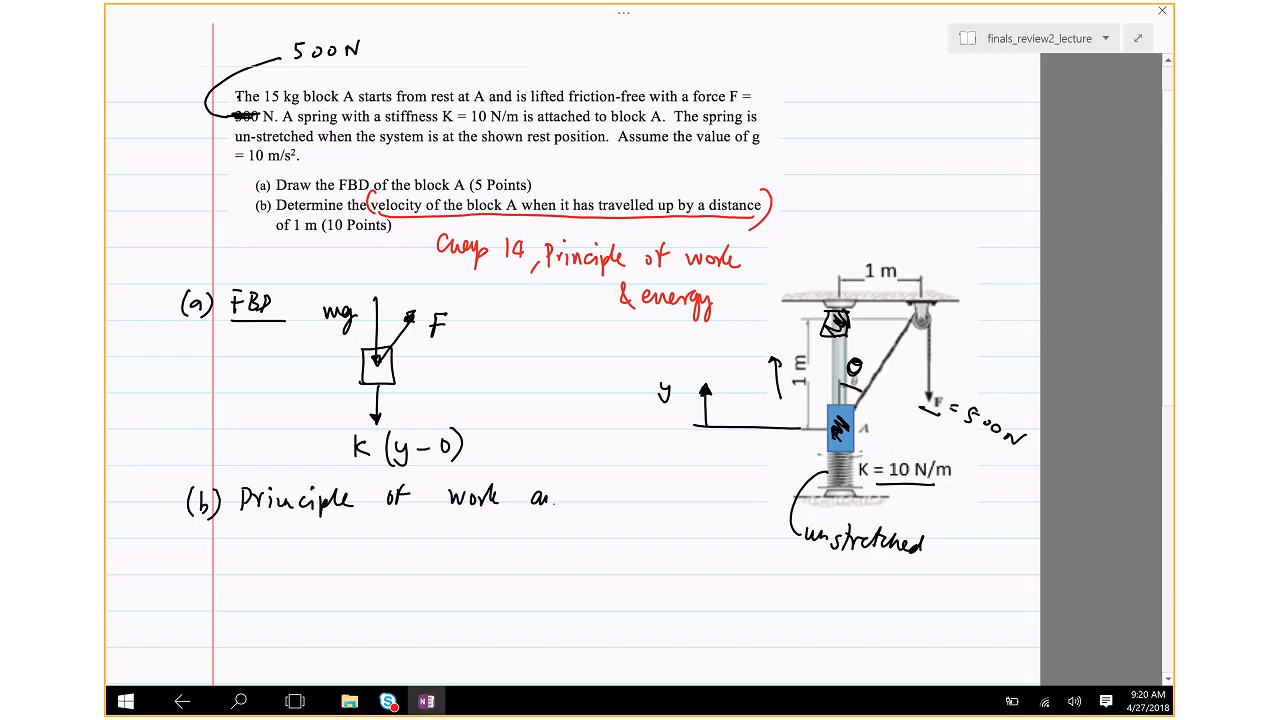 ...
finals_review2_lecture
500N
The 15 kg block A starts from rest at A and is lifted friction-free with a force F =
N. A spring with a stiffness K = 10 N/m is attached to block A. The spring is
un-stretched when the system is at the shown rest position. Assume the value of g
= 10 m/s².
(a) Draw the FBD of the block A (5 Points)
(b) Determine the velocity of the block A when it has travelled up by a distance
of 1 m (10 Points)
Chap 14, Principle of work
& energy
(a) FBD
mg
F
K (y - 0)
(b) Principle of work an.
1 m
1 m
θ
y
F = 500N
A
K = 10 N/m
unstretched
9:20 AM
4/27/2018